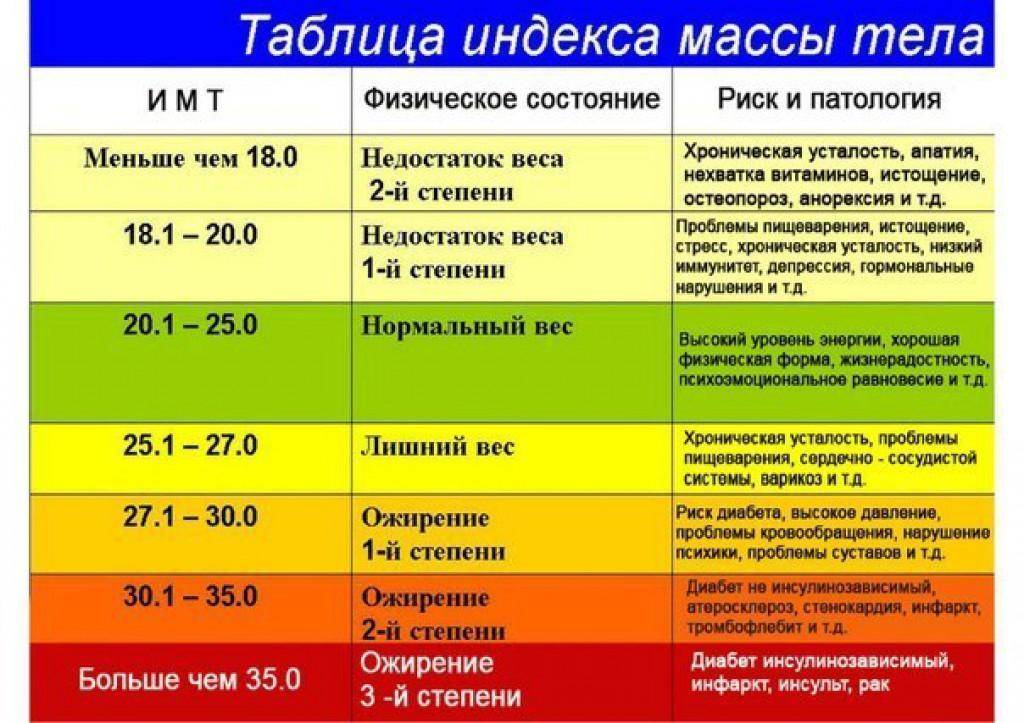 Таблица индекса массы тела
ИМТ
Физическое состояние
Риск и патология
Меньше чем 18.0
Недостаток веса
2-й степени
Хроническая усталость, апатия,
нехватка витаминов, истощение,
остеопороз, анорексия и т.д.
18.1 – 20.0
Недостаток веса
1-й степени
Проблемы пищеварения, истощение,
стресс, хроническая усталость, низкий
иммунитет, депрессия, гормональные
нарушения и т.д.
20.1 – 25.0
Нормальный вес
Высокий уровень энергии, хорошая
физическая форма, жизнерадостность,
психоэмоциональное равновесие и т.д.
25.1 – 27.0
Лишний вес
Хроническая усталость, проблемы
пищеварения, сердечно - сосудистой
системы, варикоз и т.д.
27.1 – 30.0
Ожирение
1-й степени
Риск диабета, высокое давление,
проблемы кровообращения, нарушение
психики, проблемы суставов и т.д.
30.1 – 35.0
Ожирение
2-й степени
Диабет не инсулинозависимый,
атеросклероз, стенокардия, инфаркт,
тромбофлебит и т.д.
Больше чем 35.0
Ожирение
3 -й степени
Диабет инсулинозависимый,
инфаркт, инсульт, рак